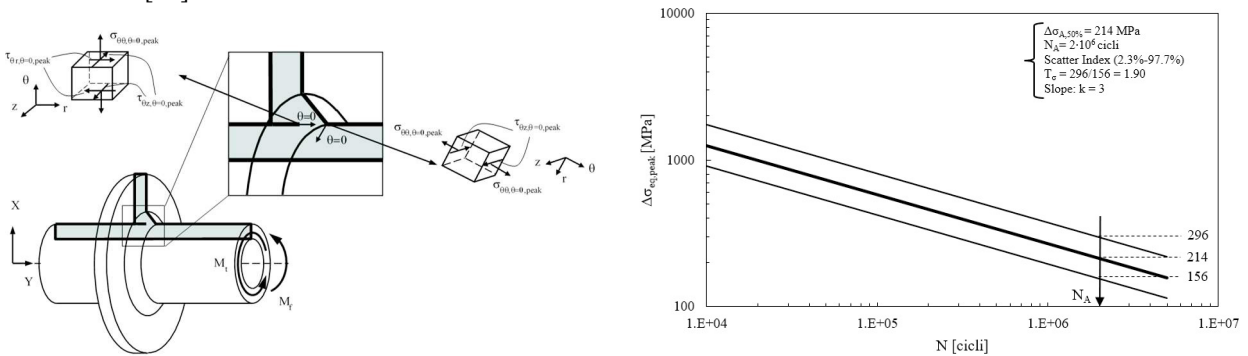 σθθ,θ=0,peak
τθr,θ=0,peak
θ
z
r
τθz,θ=0,peak
θ=0
θ=0
σθθ,θ=0,peak
τθz,θ=0,peak
z
r
θ
σθθ,θ=0,peak
X
Y
Mt
Mf
10000
1000
100
Δσeq,peak [MPa]
ΔσA,50% = 214 MPa
NA= 2·10⁶ cicli
Scatter Index (2.3%-97.7%)
Tσ = 296/156 = 1.90
Slope: k = 3
296
214
156
NA
1.E+04
1.E+05
1.E+06
1.E+07
N [cicli]